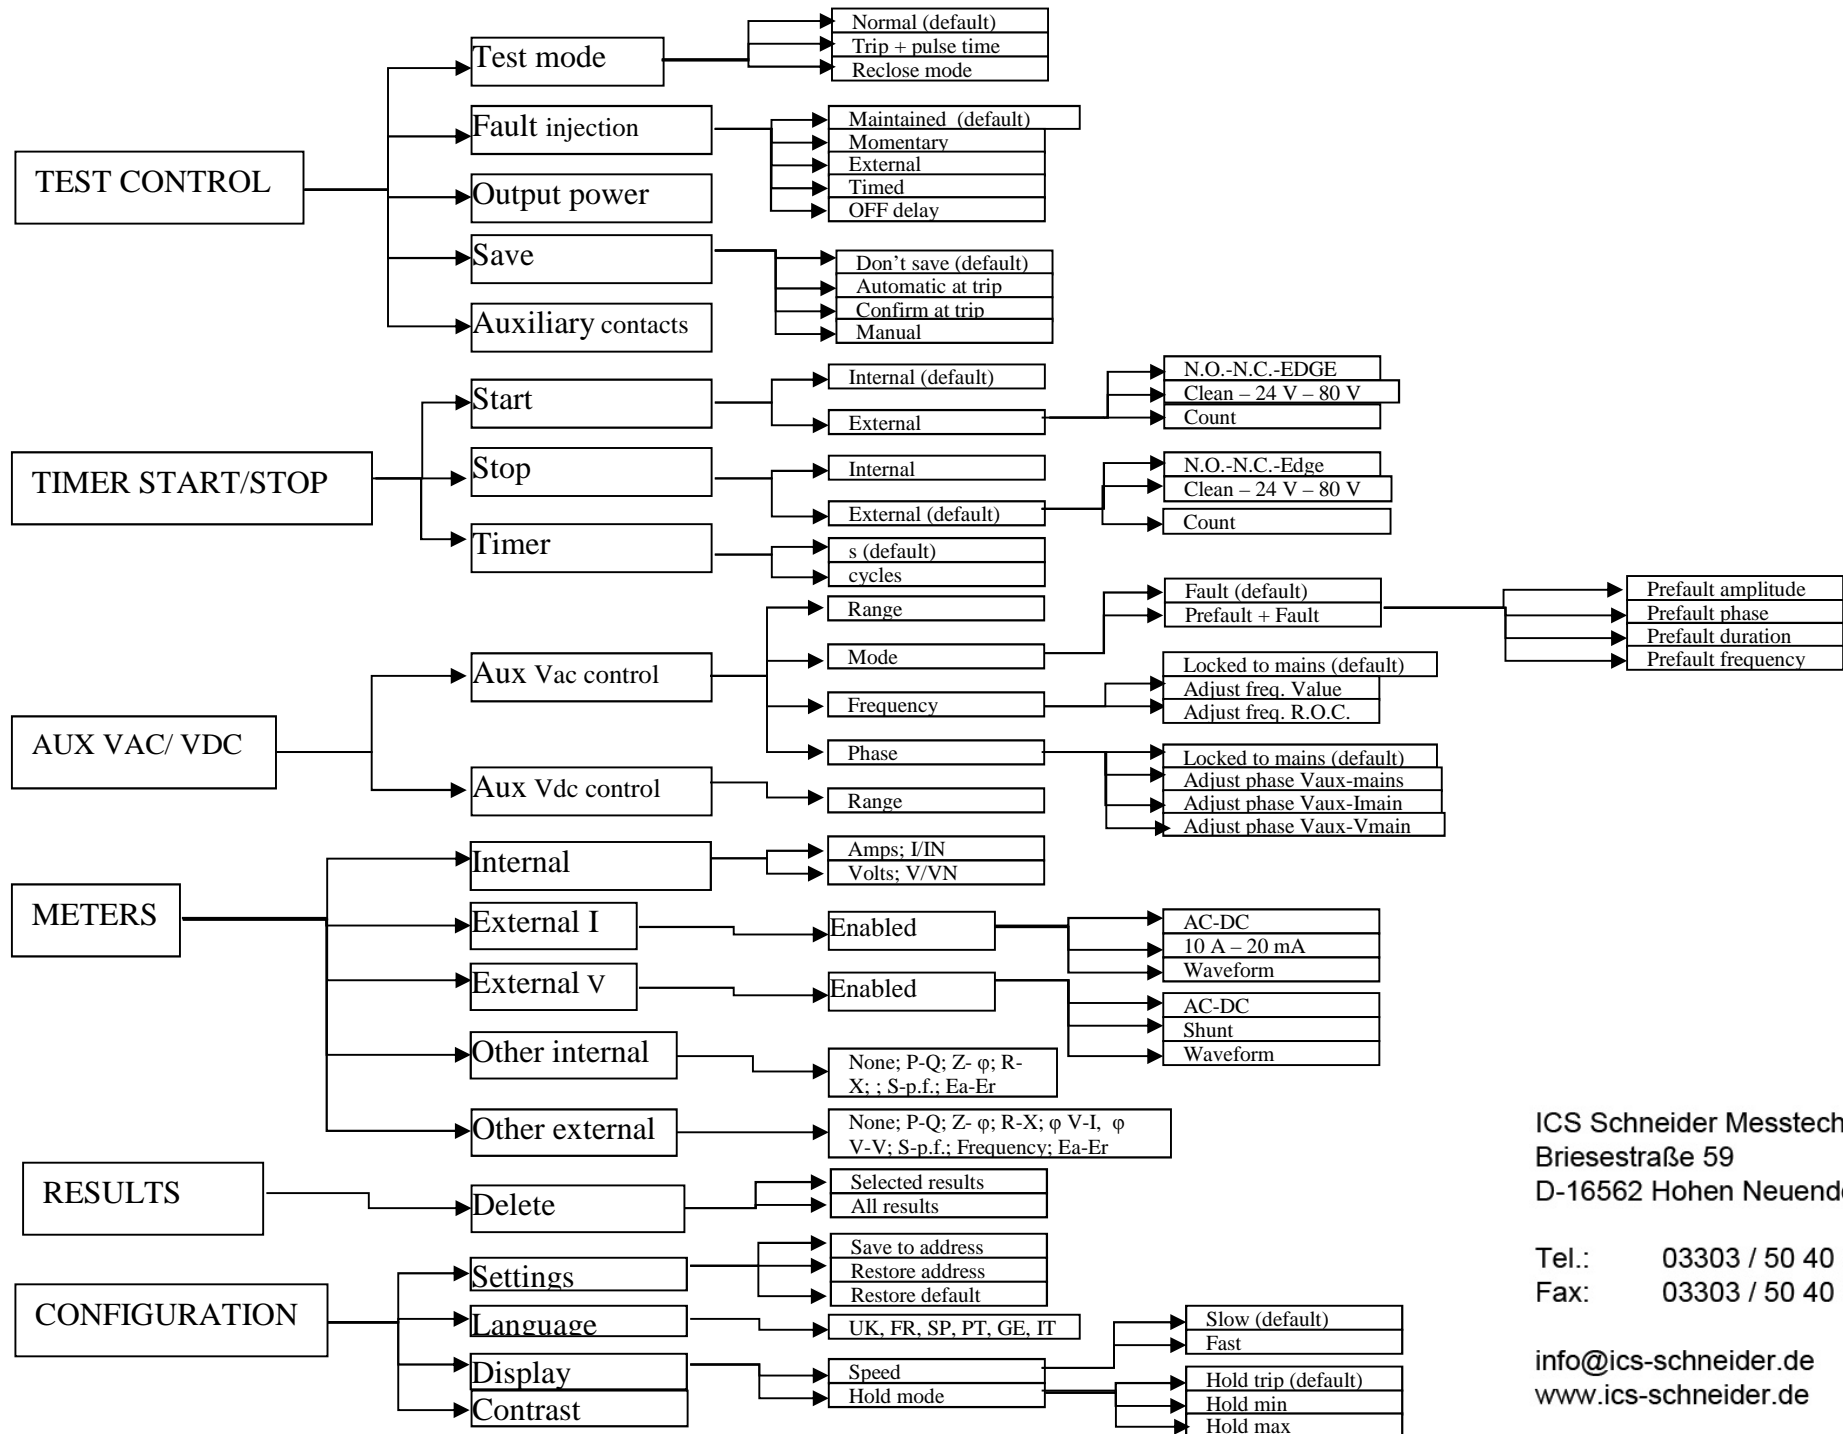 TEST CONTROL
Test mode
Normal (default)
Trip + pulse time
Reclose mode
Fault injection
Maintained (default)
Momentary
External
Timed
OFF delay
Output power
Save
Don't save (default)
Automatic at trip
Confirm at trip
Manual
Auxiliary contacts
TIMER START/STOP
Start
Internal (default)
External
N.O.-N.C.-EDGE
Clean – 24 V – 80 V
Count
Stop
Internal
External (default)
N.O.-N.C.-Edge
Clean – 24 V – 80 V
Count
Timer
s (default)
cycles
AUX VAC/ VDC
Aux Vac control
Range
Mode
Fault (default)
Prefault + Fault
Prefault amplitude
Prefault phase
Prefault duration
Prefault frequency
Frequency
Locked to mains (default)
Adjust freq. Value
Adjust freq. R.O.C.
Phase
Locked to mains (default)
Adjust phase Vaux-mains
Adjust phase Vaux-Imain
Adjust phase Vaux-Vmain
Aux Vdc control
Range
METERS
Internal
Amps; I/IN
Volts; V/VN
External I
Enabled
AC-DC
10 A – 20 mA
Waveform
External V
Enabled
AC-DC
Shunt
Waveform
Other internal
None; P-Q; Z- φ; R-
X; ; S-p.f.; Ea-Er
Other external
None; P-Q; Z- φ; R-X; φ V-I, φ
V-V; S-p.f.; Frequency; Ea-Er
RESULTS
Delete
Selected results
All results
CONFIGURATION
Settings
Save to address
Restore address
Restore default
Language
UK, FR, SP, PT, GE, IT
Display
Speed
Slow (default)
Fast
Hold mode
Hold trip (default)
Hold min
Hold max
Contrast
ICS Schneider Messtech
Briesestraße 59
D-16562 Hohen Neuend
Tel.: 03303 / 50 40
Fax: 03303 / 50 40
info@ics-schneider.de
www.ics-schneider.de